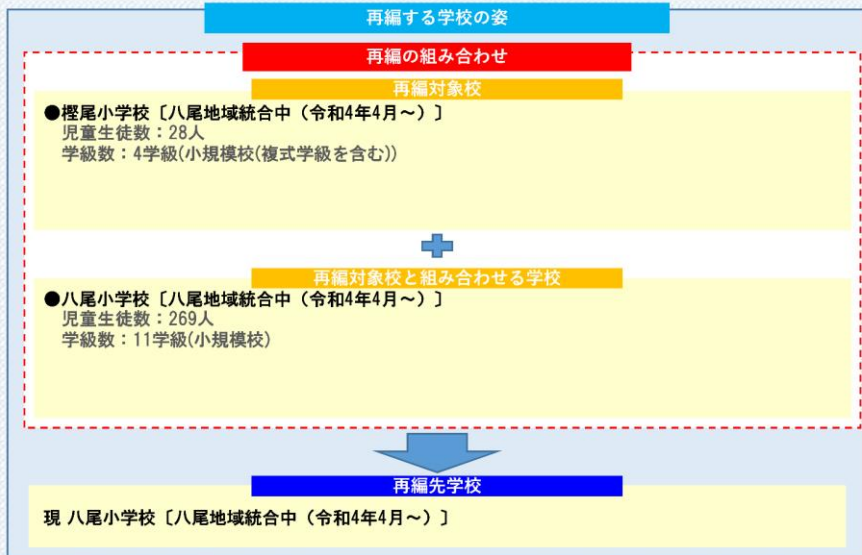 再編する学校の姿
再編の組み合わせ
再編対象校
●樫尾小学校〔八尾地域統合中（令和4年4月～）〕
児童生徒数：28人
学級数：4学級(小規模校(複式学級を含む))
再編対象校と組み合わせる学校
●八尾小学校〔八尾地域統合中（令和4年4月～）〕
児童生徒数：269人
学級数：11学級(小規模校)
再編先学校
現 八尾小学校〔八尾地域統合中（令和4年4月～）〕